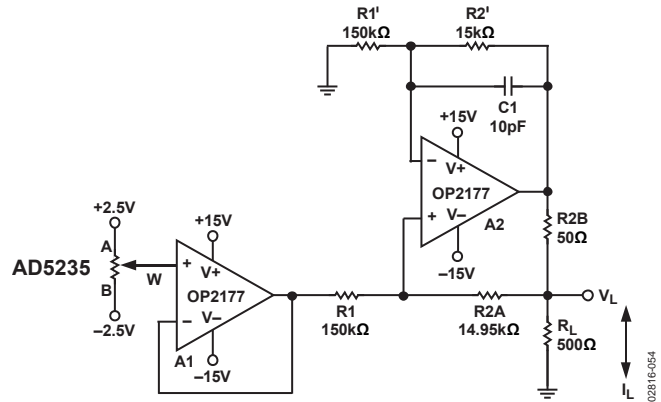 R1'
150kΩ
R2'
15kΩ
C1
10pF
+15V
−
V+
OP2177
+
V−
A2
−15V
R2B
50Ω
+2.5V
A
AD5235
B
W
−2.5V
+15V
+
V+
OP2177
−
V−
A1
−15V
R1
150kΩ
R2A
14.95kΩ
VL
RL
500Ω
IL
02816-054